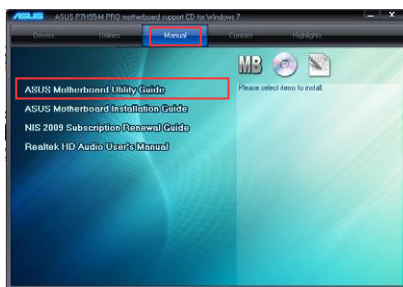 ASUS P7H55-M PRO motherboard support CD for Windows 7
Drivers Utilities Manual Contact Highlights
MB
Please select items to install.
ASUS Motherboard Utility Guide
ASUS Motherboard Installation Guide
NIS 2009 Subscription Renewal Guide
Realtek HD Audio User's Manual